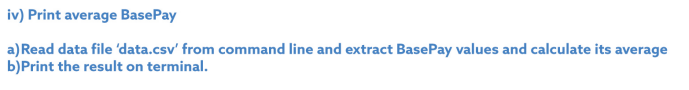 iv) Print average BasePay
a)Read data file ‘data.csv’ from command line and extract BasePay values and calculate its average
b)Print the result on terminal.